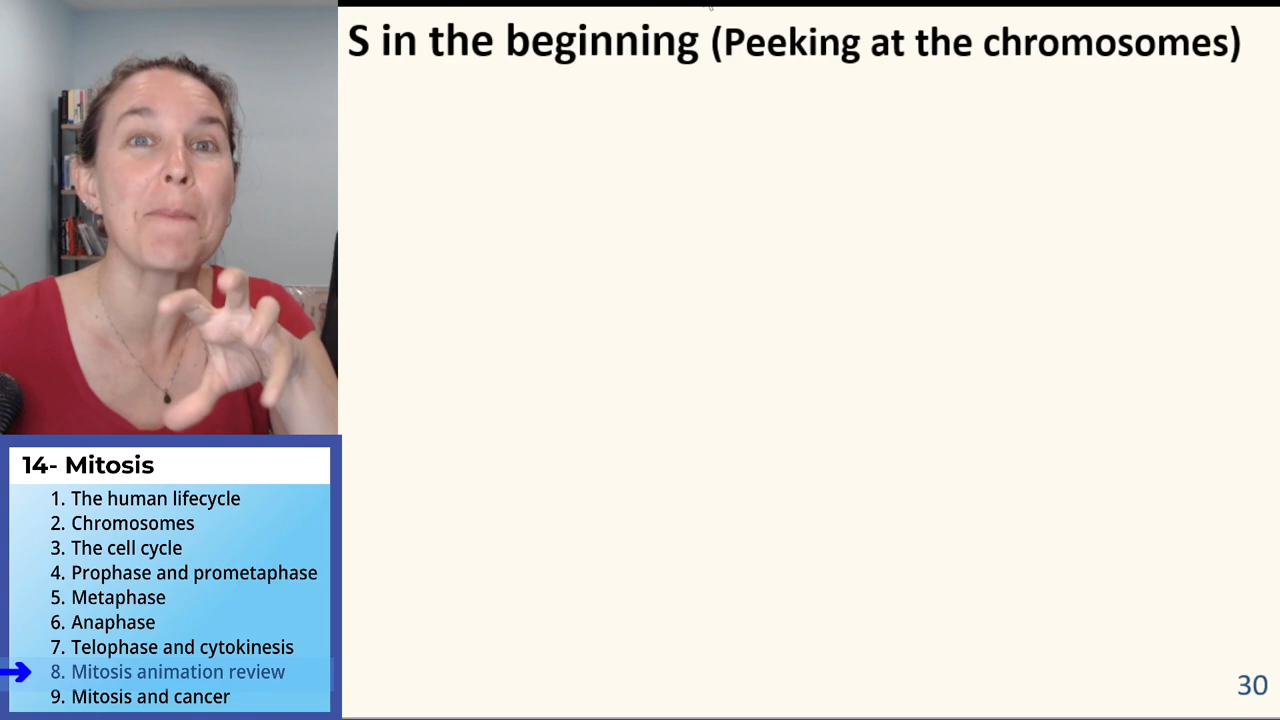 S in the beginning (Peeking at the chromosomes)
14- Mitosis
1. The human lifecycle
2. Chromosomes
3. The cell cycle
4. Prophase and prometaphase
5. Metaphase
6. Anaphase
7. Telophase and cytokinesis
8. Mitosis animation review
9. Mitosis and cancer
30